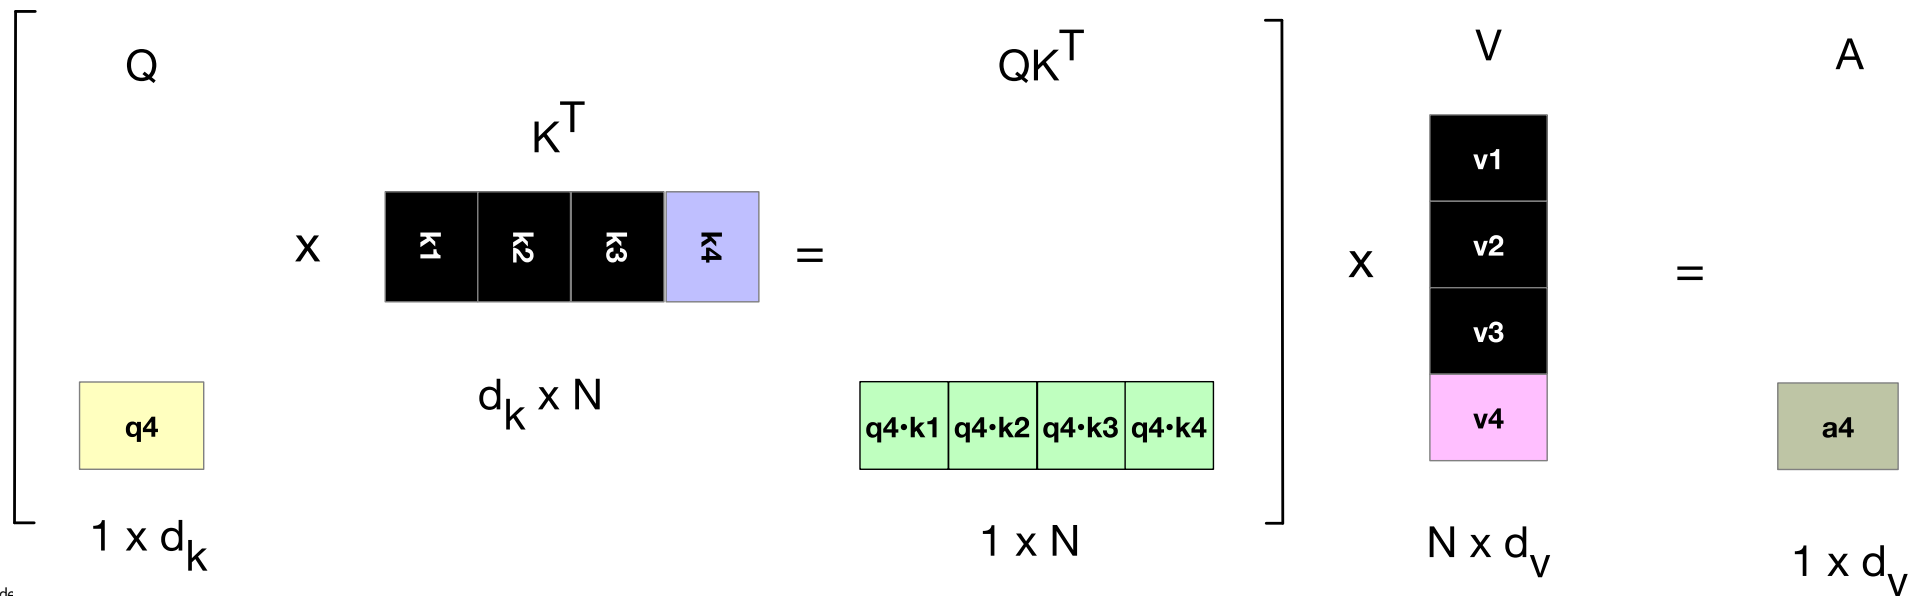 Q
K^T
QK^T
V
A
x
k1 k2 k3 k4
=
x
v1
v2
v3
v4
=
q4
q4•k1 q4•k2 q4•k3 q4•k4
a4
d_k x N
1 x d_k
1 x N
N x d_v
1 x d_v